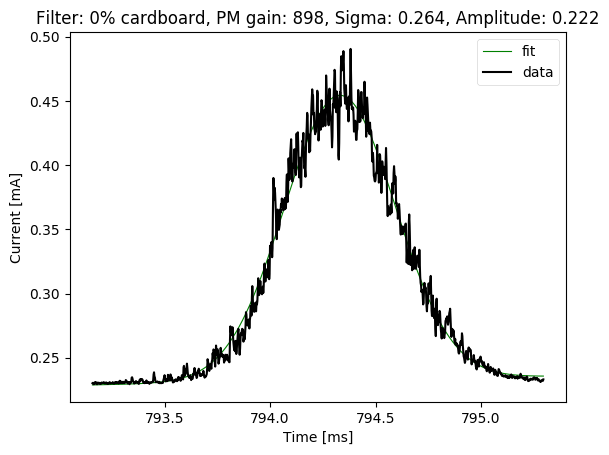 Filter: 0% cardboard, PM gain: 898, Sigma: 0.264, Amplitude: 0.222
fit
data
0.50
0.45
0.40
0.35
0.30
0.25
Current [mA]
793.5 794.0 794.5 795.0
Time [ms]